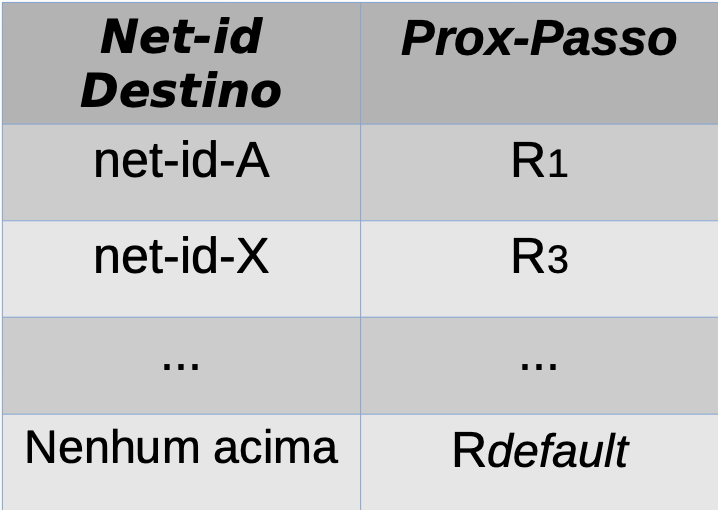 Net-id
Destino
Prox-Passo
net-id-A R1
net-id-X R3
... ...
Nenhum acima Rdefault